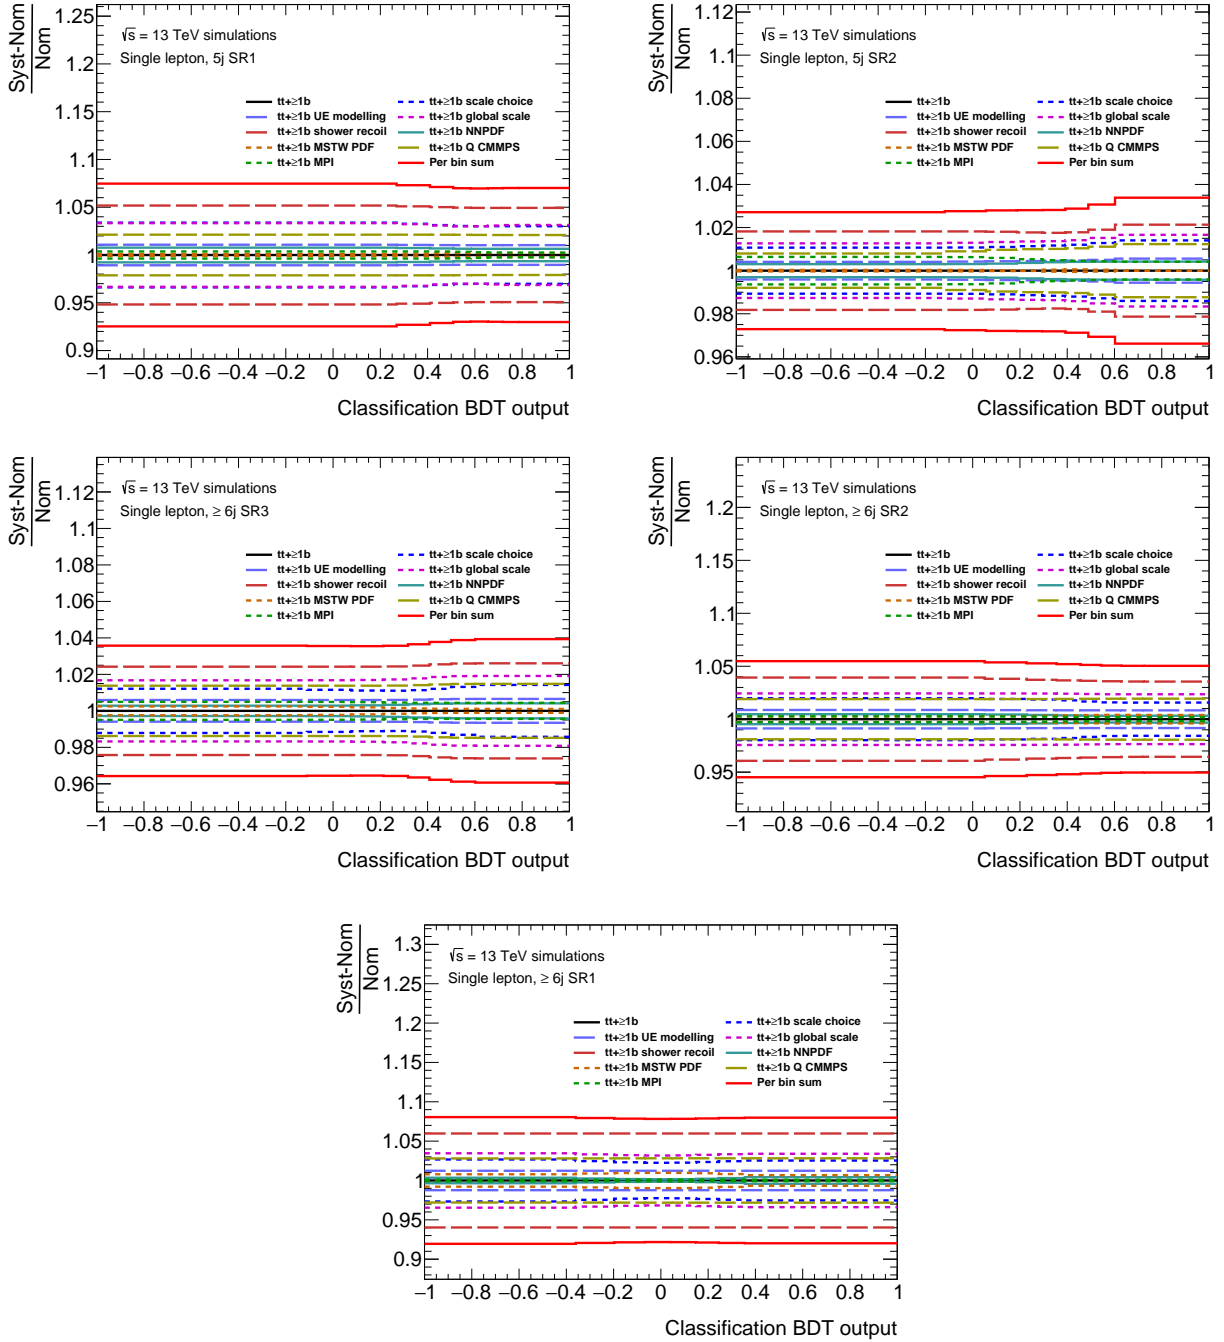 Syst-Nom
Nom
√s = 13 TeV simulations
Single lepton, 5j SR1
tt+≥1b
tt+≥1b UE modelling
tt+≥1b shower recoil
tt+≥1b MSTW PDF
tt+≥1b MPI
tt+≥1b scale choice
tt+≥1b global scale
tt+≥1b NNPDF
tt+≥1b Q CMMPS
Per bin sum
1.25
1.2
1.15
1.1
1.05
1
0.95
0.9
−1 −0.8 −0.6 −0.4 −0.2 0 0.2 0.4 0.6 0.8 1
Classification BDT output
Syst-Nom
Nom
√s = 13 TeV simulations
Single lepton, 5j SR2
tt+≥1b
tt+≥1b UE modelling
tt+≥1b shower recoil
tt+≥1b MSTW PDF
tt+≥1b MPI
tt+≥1b scale choice
tt+≥1b global scale
tt+≥1b NNPDF
tt+≥1b Q CMMPS
Per bin sum
1.12
1.1
1.08
1.06
1.04
1.02
1
0.98
0.96
−1 −0.8 −0.6 −0.4 −0.2 0 0.2 0.4 0.6 0.8 1
Classification BDT output
Syst-Nom
Nom
√s = 13 TeV simulations
Single lepton, ≥ 6j SR3
tt+≥1b
tt+≥1b UE modelling
tt+≥1b shower recoil
tt+≥1b MSTW PDF
tt+≥1b MPI
tt+≥1b scale choice
tt+≥1b global scale
tt+≥1b NNPDF
tt+≥1b Q CMMPS
Per bin sum
1.12
1.1
1.08
1.06
1.04
1.02
1
0.98
0.96
−1 −0.8 −0.6 −0.4 −0.2 0 0.2 0.4 0.6 0.8 1
Classification BDT output
Syst-Nom
Nom
√s = 13 TeV simulations
Single lepton, ≥ 6j SR2
tt+≥1b
tt+≥1b UE modelling
tt+≥1b shower recoil
tt+≥1b MSTW PDF
tt+≥1b MPI
tt+≥1b scale choice
tt+≥1b global scale
tt+≥1b NNPDF
tt+≥1b Q CMMPS
Per bin sum
1.2
1.15
1.1
1.05
1
0.95
−1 −0.8 −0.6 −0.4 −0.2 0 0.2 0.4 0.6 0.8 1
Classification BDT output
Syst-Nom
Nom
√s = 13 TeV simulations
Single lepton, ≥ 6j SR1
tt+≥1b
tt+≥1b UE modelling
tt+≥1b shower recoil
tt+≥1b MSTW PDF
tt+≥1b MPI
tt+≥1b scale choice
tt+≥1b global scale
tt+≥1b NNPDF
tt+≥1b Q CMMPS
Per bin sum
1.3
1.25
1.2
1.15
1.1
1.05
1
0.95
0.9
−1 −0.8 −0.6 −0.4 −0.2 0 0.2 0.4 0.6 0.8 1
Classification BDT output